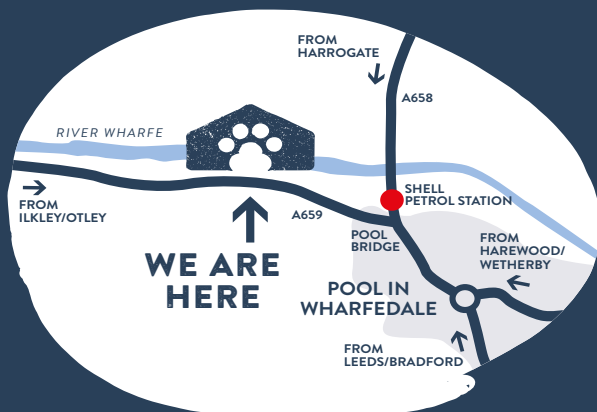 FROM
HARROGATE
A658
RIVER WHARFE
FROM
ILKLEY/OTLEY
SHELL
PETROL STATION
A659
POOL
BRIDGE
FROM
HAREWOOD/
WETHERBY
WE ARE
HERE
POOL IN
WHARFEDALE
FROM
LEEDS/BRADFORD